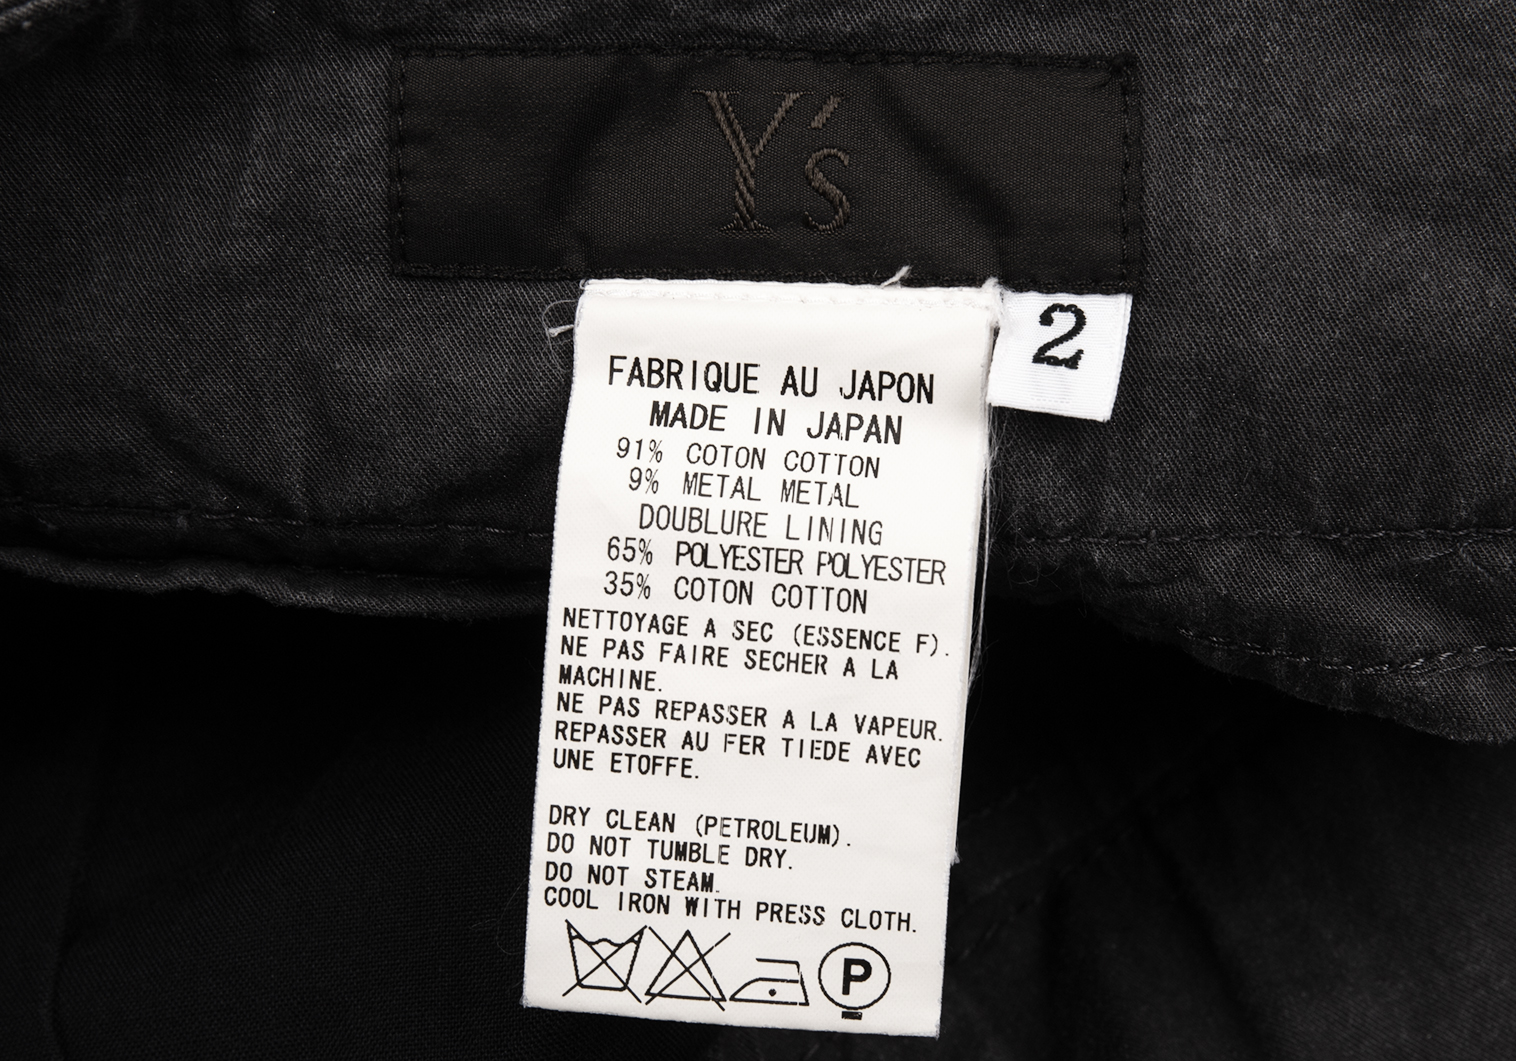 Y's
2
FABRIQUE AU JAPON
MADE IN JAPAN
91% COTON COTTON
9% METAL METAL
DOUBLURE LINING
65% POLYESTER POLYESTER
35% COTON COTTON
NETTOYAGE A SEC (ESSENCE F).
NE PAS FAIRE SECHER A LA
MACHINE.
NE PAS REPASSER A LA VAPEUR.
REPASSER AU FER TIEDE AVEC
UNE ETOFFE.
DRY CLEAN (PETROLEUM).
DO NOT TUMBLE DRY.
DO NOT STEAM.
COOL IRON WITH PRESS CLOTH.
P